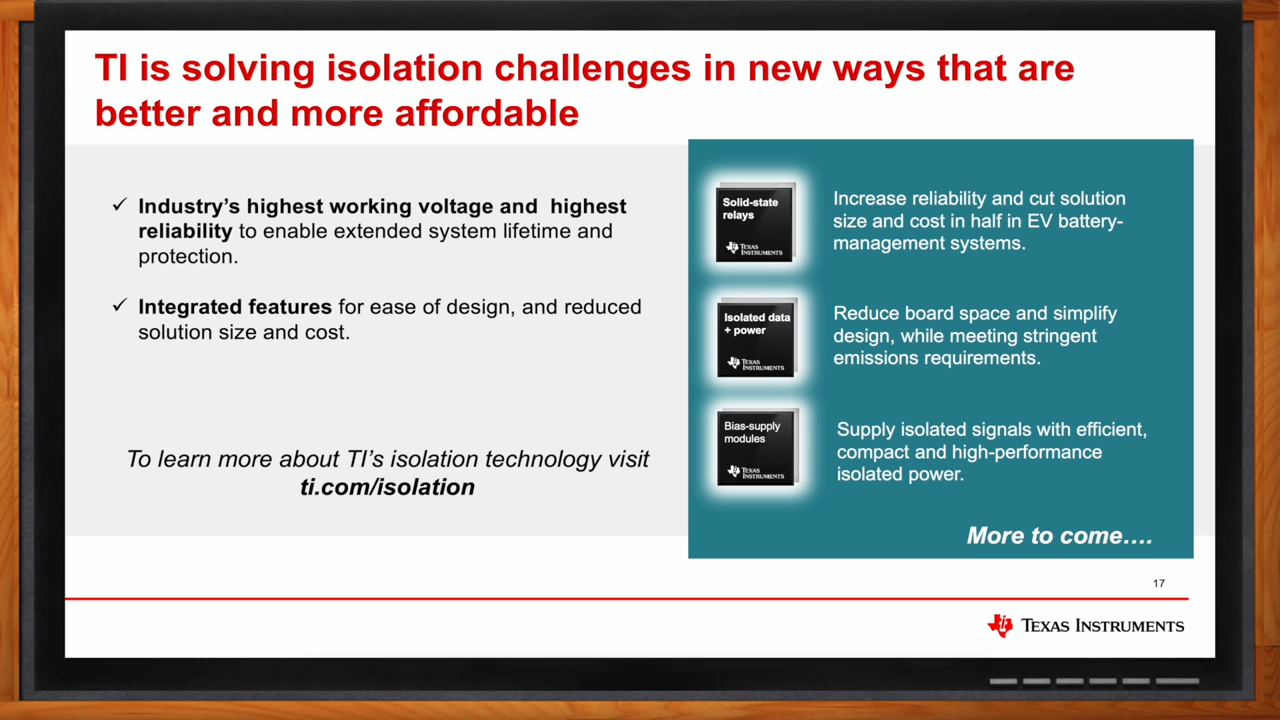 TI is solving isolation challenges in new ways that are
better and more affordable
✓ Industry's highest working voltage and  highest
reliability to enable extended system lifetime and
protection.
✓ Integrated features for ease of design, and reduced
solution size and cost.
To learn more about TI's isolation technology visit
ti.com/isolation
Solid-state
relays
TEXAS
INSTRUMENTS
Increase reliability and cut solution
size and cost in half in EV battery-
management systems.
Isolated data
+ power
TEXAS
INSTRUMENTS
Reduce board space and simplify
design, while meeting stringent
emissions requirements.
Bias-supply
modules
TEXAS
INSTRUMENTS
Supply isolated signals with efficient,
compact and high-performance
isolated power.
More to come....
17
TEXAS INSTRUMENTS